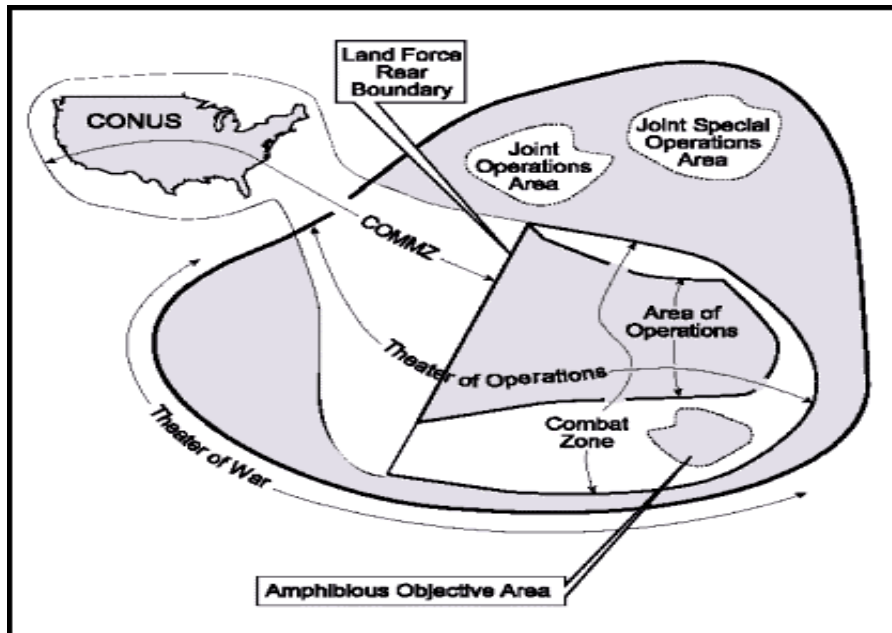 Land Force
Rear
Boundary
CONUS
Joint
Operations
Area
Joint Special
Operations
Area
COMMZ
Area of
Operations
Theater of Operations
Combat
Zone
Theater of War
Amphibious Objective Area